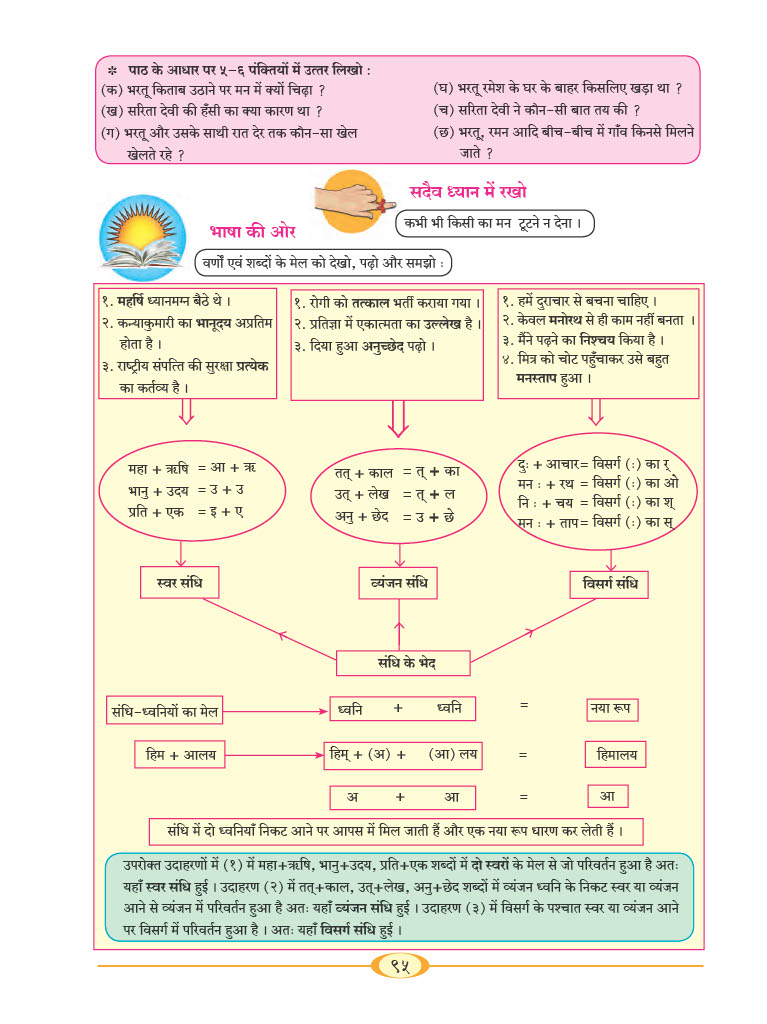 ❊ पाठ के आधार पर ५-६ पंक्तियों में उत्तर लिखो :
(क) भरतू किताब उठाने पर मन में क्यों चिढ़ा ?
(ख) सरिता देवी की हँसी का क्या कारण था ?
(ग) भरतू और उसके साथी रात देर तक कौन-सा खेल
खेलते रहे ?
(घ) भरतू रमेश के घर के बाहर किसलिए खड़ा था ?
(च) सरिता देवी ने कौन-सी बात तय की ?
(छ) भरतू, रमन आदि बीच-बीच में गाँव किनसे मिलने
जाते ?
सदैव ध्यान में रखो
कभी भी किसी का मन टूटने न देना ।
भाषा की ओर
वर्णों एवं शब्दों के मेल को देखो, पढ़ो और समझो :
१. महर्षि ध्यानमग्न बैठे थे ।
२. कन्याकुमारी का भानूदय अप्रतिम
होता है ।
३. राष्ट्रीय संपत्ति की सुरक्षा प्रत्येक
का कर्तव्य है ।
१. रोगी को तत्काल भर्ती कराया गया ।
२. प्रतिज्ञा में एकात्मता का उल्लेख है ।
३. दिया हुआ अनुच्छेद पढ़ो ।
१. हमें दुराचार से बचना चाहिए ।
२. केवल मनोरथ से ही काम नहीं बनता ।
३. मैंने पढ़ने का निश्चय किया है ।
४. मित्र को चोट पहुँचाकर उसे बहुत
मनस्ताप हुआ ।
महा + ऋषि = आ + ऋ
भानु + उदय = उ + उ
प्रति + एक = इ + ए
तत् + काल = त् + का
उत् + लेख = त् + ल
अनु + छेद = उ + छे
दुः + आचार= विसर्ग (ः) का र्
मन ः + रथ = विसर्ग (ः) का ओ
नि ः + चय = विसर्ग (ः) का श्
मन ः + ताप= विसर्ग (ः) का स्
स्वर संधि
व्यंजन संधि
विसर्ग संधि
संधि के भेद
संधि-ध्वनियों का मेल ध्वनि + ध्वनि = नया रूप
हिम + आलय हिम् + (अ) + (आ) लय = हिमालय
अ + आ = आ
संधि में दो ध्वनियाँ निकट आने पर आपस में मिल जाती हैं और एक नया रूप धारण कर लेती हैं ।
उपरोक्त उदाहरणों में (१) में महा+ऋषि, भानु+उदय, प्रति+एक शब्दों में दो स्वरों के मेल से जो परिवर्तन हुआ है अतः
यहाँ स्वर संधि हुई । उदाहरण (२) में तत्+काल, उत्+लेख, अनु+छेद शब्दों में व्यंजन ध्वनि के निकट स्वर या व्यंजन
आने से व्यंजन में परिवर्तन हुआ है अतः यहाँ व्यंजन संधि हुई । उदाहरण (३) में विसर्ग के पश्चात स्वर या व्यंजन आने
पर विसर्ग में परिवर्तन हुआ है । अतः यहाँ विसर्ग संधि हुई ।
९५